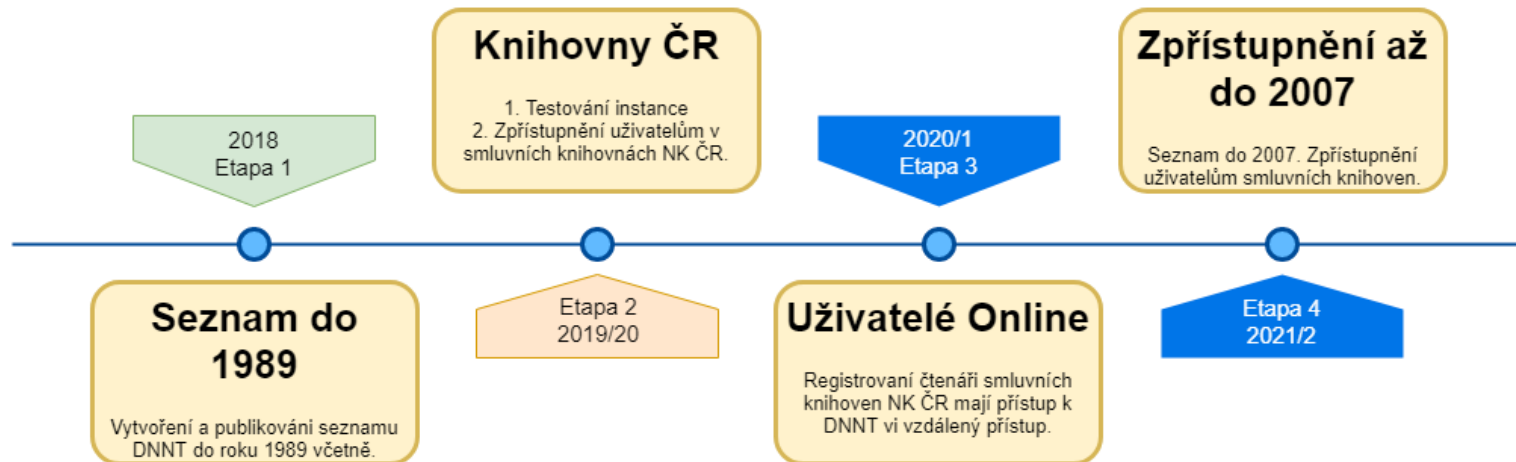 2018
Etapa 1
Seznam do
1989
Vytvoření a publikováni seznamu
DNNT do roku 1989 včetně.
Knihovny ČR
1. Testování instance
2. Zpřístupnění uživatelům v
smluvních knihovnách NK ČR.
Etapa 2
2019/20
2020/1
Etapa 3
Uživatelé Online
Registrovaní čtenáři smluvních
knihoven NK ČR mají přístup k
DNNT vi vzdálený přístup.
Zpřístupnění až
do 2007
Seznam do 2007. Zpřístupnění
uživatelům smluvních knihoven.
Etapa 4
2021/2